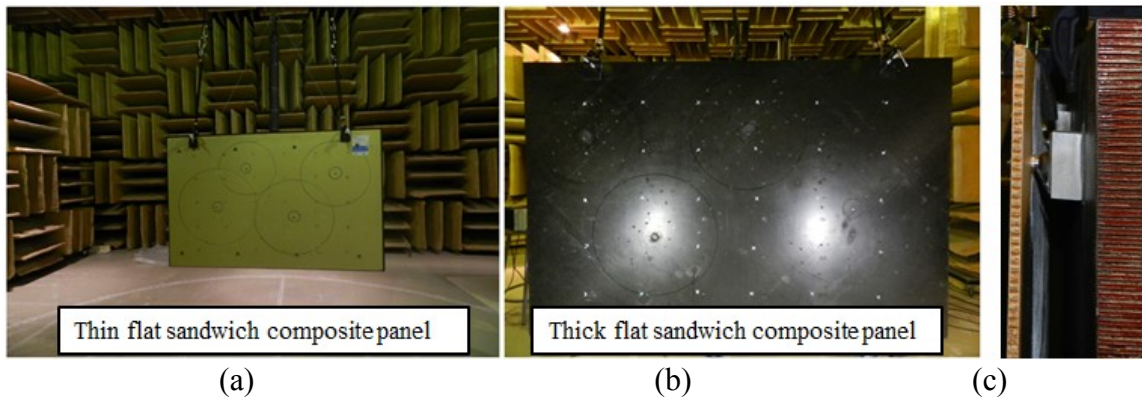 Thin flat sandwich composite panel
Thick flat sandwich composite panel
(a)
(b)
(c)